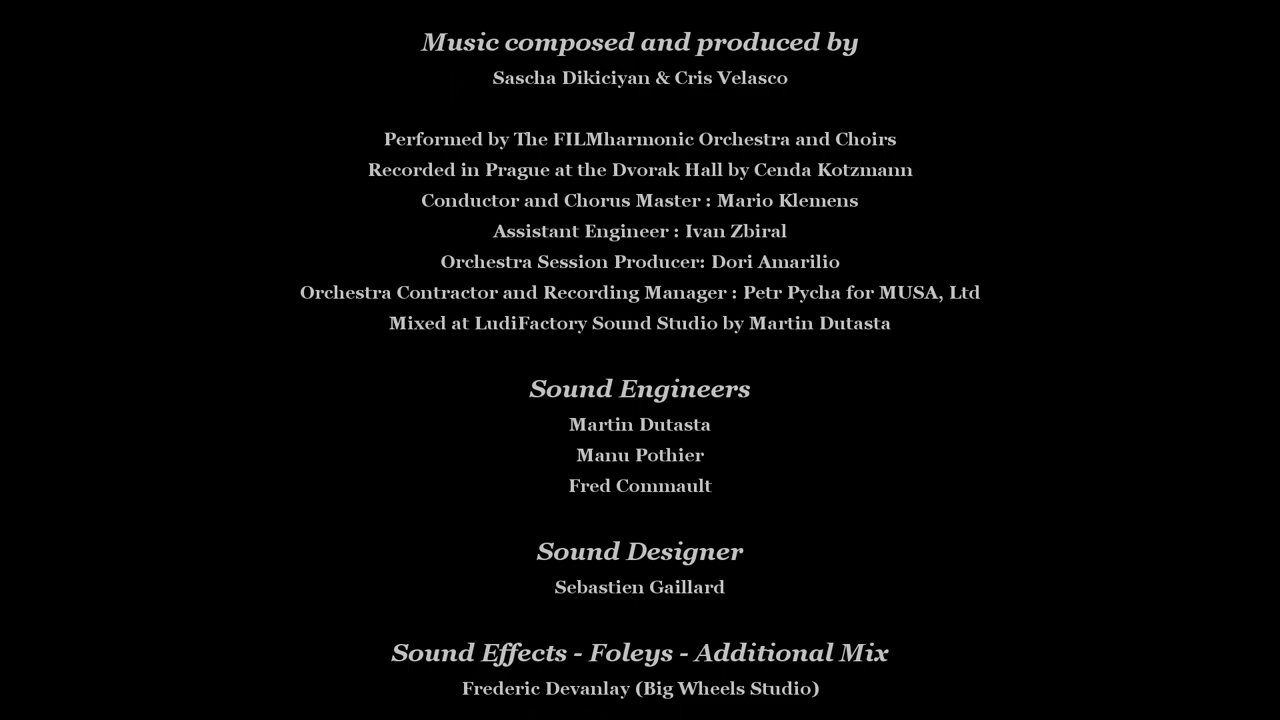 Music composed and produced by
Sascha Dikiciyan & Cris Velasco
Performed by The FILMharmonic Orchestra and Choirs
Recorded in Prague at the Dvorak Hall by Cenda Kotzmann
Conductor and Chorus Master : Mario Klemens
Assistant Engineer : Ivan Zbiral
Orchestra Session Producer: Dori Amarilio
Orchestra Contractor and Recording Manager : Petr Pycha for MUSA, Ltd
Mixed at LudiFactory Sound Studio by Martin Dutasta
Sound Engineers
Martin Dutasta
Manu Pothier
Fred Commault
Sound Designer
Sebastien Gaillard
Sound Effects - Foleys - Additional Mix
Frederic Devanlay (Big Wheels Studio)